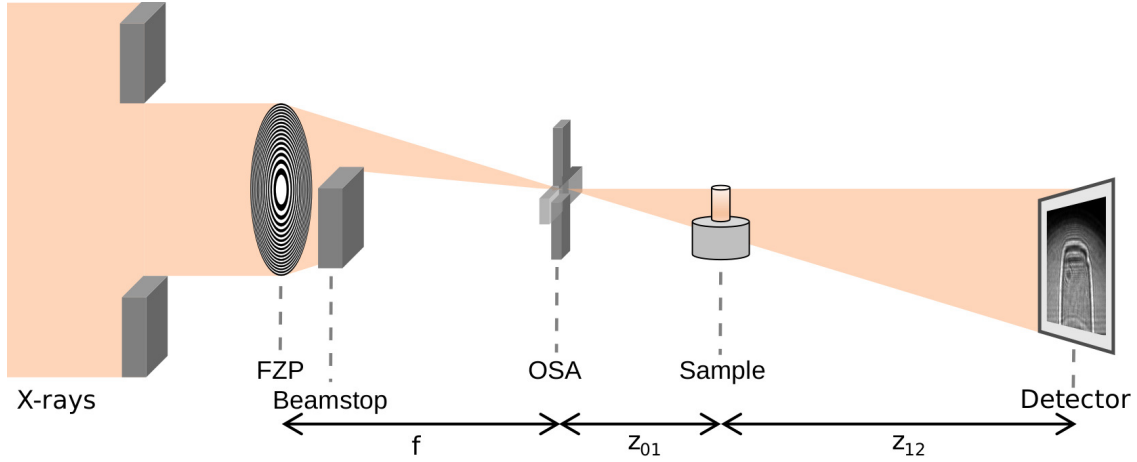 FZP
OSA
Sample
X-rays
Beamstop
Detector
f
z₀₁
z₁₂